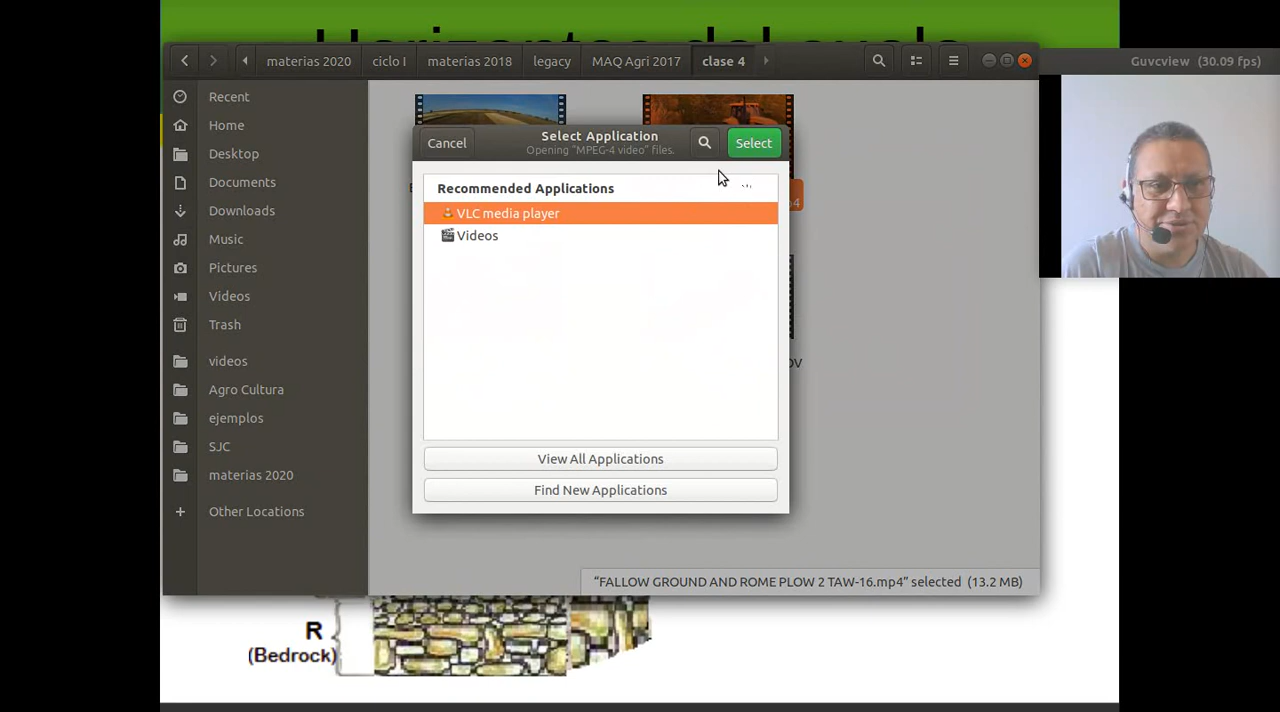 Horizontes del suelo
materias 2020
ciclo I
materias 2018
legacy
MAQ Agri 2017
clase 4
Guvcview (30.09 fps)
Recent
Home
Desktop
Documents
Downloads
Music
Pictures
Videos
Trash
videos
Agro Cultura
ejemplos
SJC
materias 2020
Other Locations
Cancel
Select Application
Opening “MPEG-4 video” files.
Select
Recommended Applications
VLC media player
Videos
View All Applications
Find New Applications
“FALLOW GROUND AND ROME PLOW 2 TAW-16.mp4” selected (13.2 MB)
R
(Bedrock)